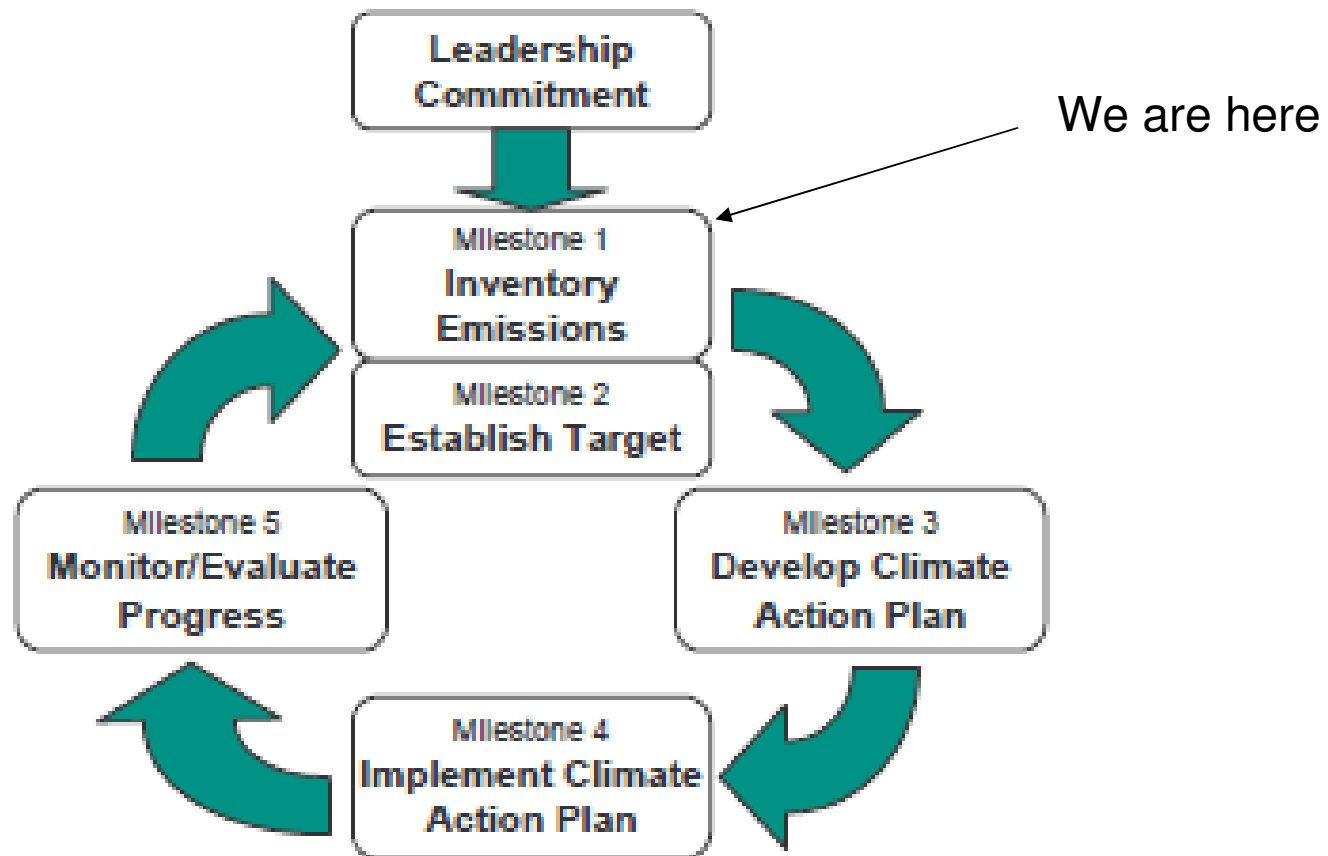 Leadership
Commitment
We are here
Milestone 1
Inventory
Emissions
Milestone 2
Establish Target
Milestone 3
Develop Climate
Action Plan
Milestone 4
Implement Climate
Action Plan
Milestone 5
Monitor/Evaluate
Progress